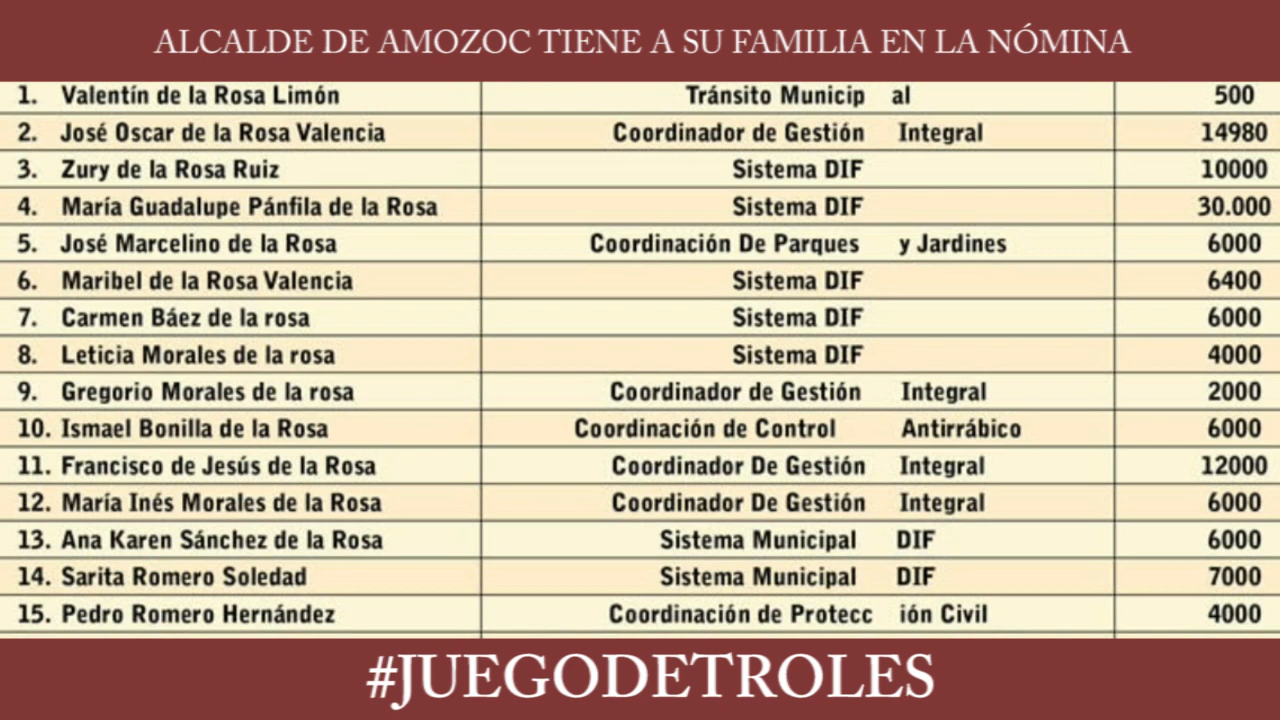 ALCALDE DE AMOZOC TIENE A SU FAMILIA EN LA NÓMINA
1. Valentín de la Rosa Limón Tránsito Municip al 500
2. José Oscar de la Rosa Valencia Coordinador de Gestión Integral 14980
3. Zury de la Rosa Ruiz Sistema DIF 10000
4. María Guadalupe Pánfila de la Rosa Sistema DIF 30.000
5. José Marcelino de la Rosa Coordinación De Parques y Jardines 6000
6. Maribel de la Rosa Valencia Sistema DIF 6400
7. Carmen Báez de la rosa Sistema DIF 6000
8. Leticia Morales de la rosa Sistema DIF 4000
9. Gregorio Morales de la rosa Coordinador de Gestión Integral 2000
10. Ismael Bonilla de la Rosa Coordinación de Control Antirrábico 6000
11. Francisco de Jesús de la Rosa Coordinador De Gestión Integral 12000
12. María Inés Morales de la Rosa Coordinador De Gestión Integral 6000
13. Ana Karen Sánchez de la Rosa Sistema Municipal DIF 6000
14. Sarita Romero Soledad Sistema Municipal DIF 7000
15. Pedro Romero Hernández Coordinación de Protecc ión Civil 4000
#JUEGODETROLES